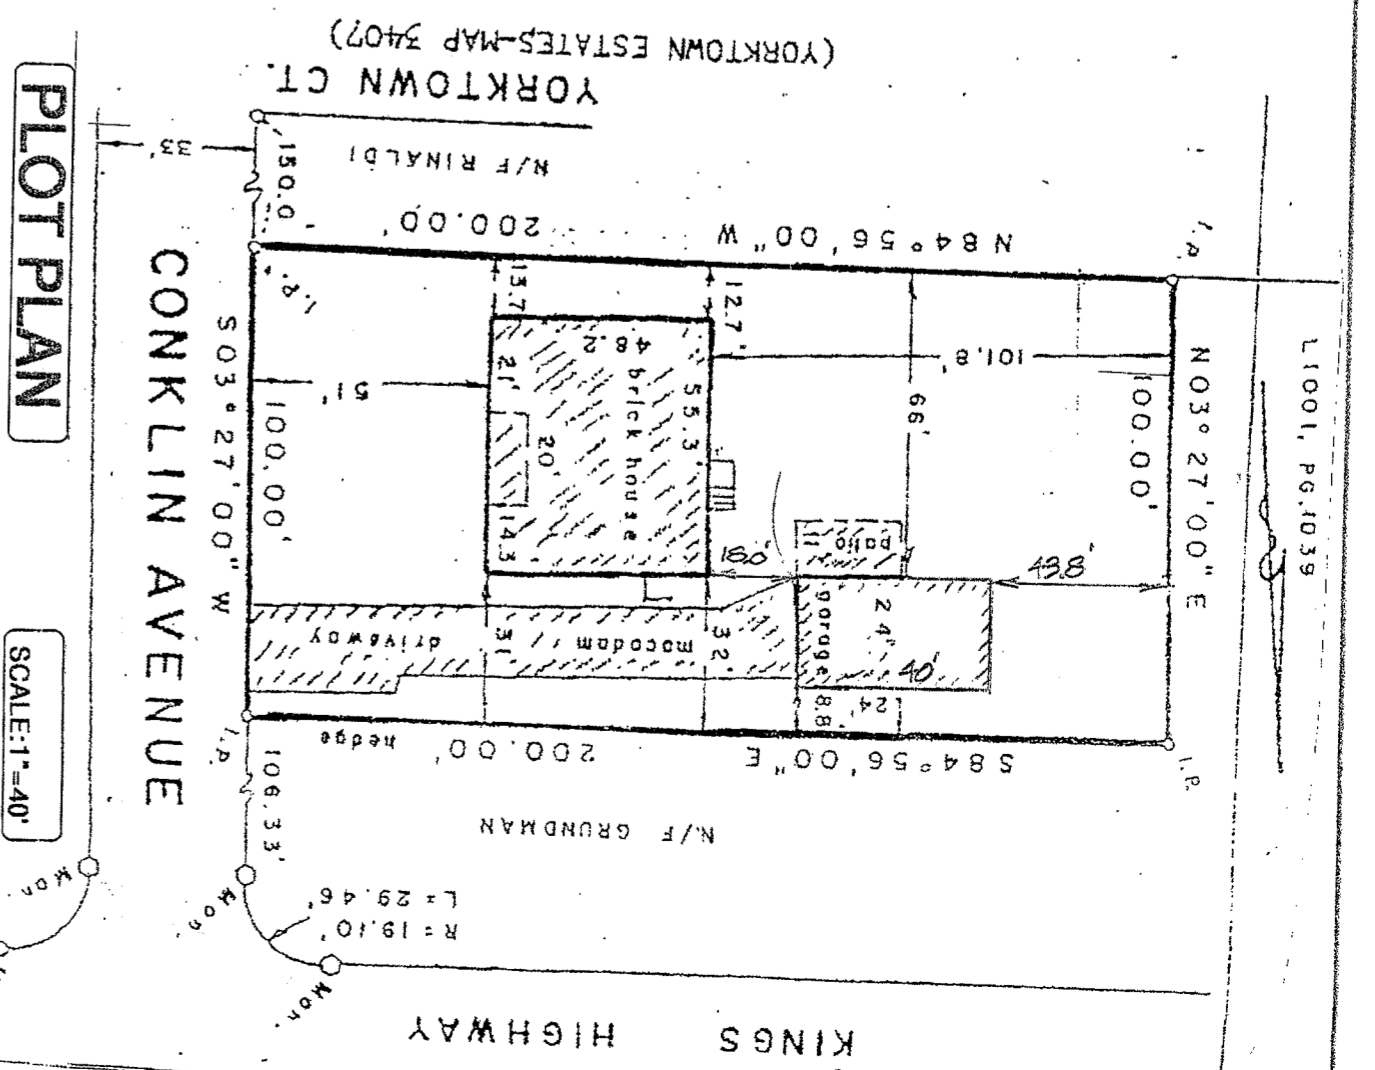 PLOT PLAN
SCALE:1"=40'
(YORKTOWN ESTATES-MAP 3407)
YORKTOWN CT.
N/F RINALDI
33'
150.0
N 84° 56' 00" W
200.00'
I.P.
I.P.
CONKLIN AVENUE
S 03° 27' 00" W
100.00'
51'
13.7
12.7'
48.2
21'
20'
14.3
55.3'
brick house
101.8'
66'
100.00'
N 03° 27' 00" E
L1001, PG.1039
patio
11
18.0'
43.8'
garage
24'
40'
24'
8.8'
driveway
macadam
31'
32'
hedge
S 84° 56' 00" E
200.00'
I.P.
I.P.
106.33'
N/F GRUNDMAN
R = 19.10'
L = 29.46'
Mon.
Mon.
Mon.
KINGS HIGHWAY